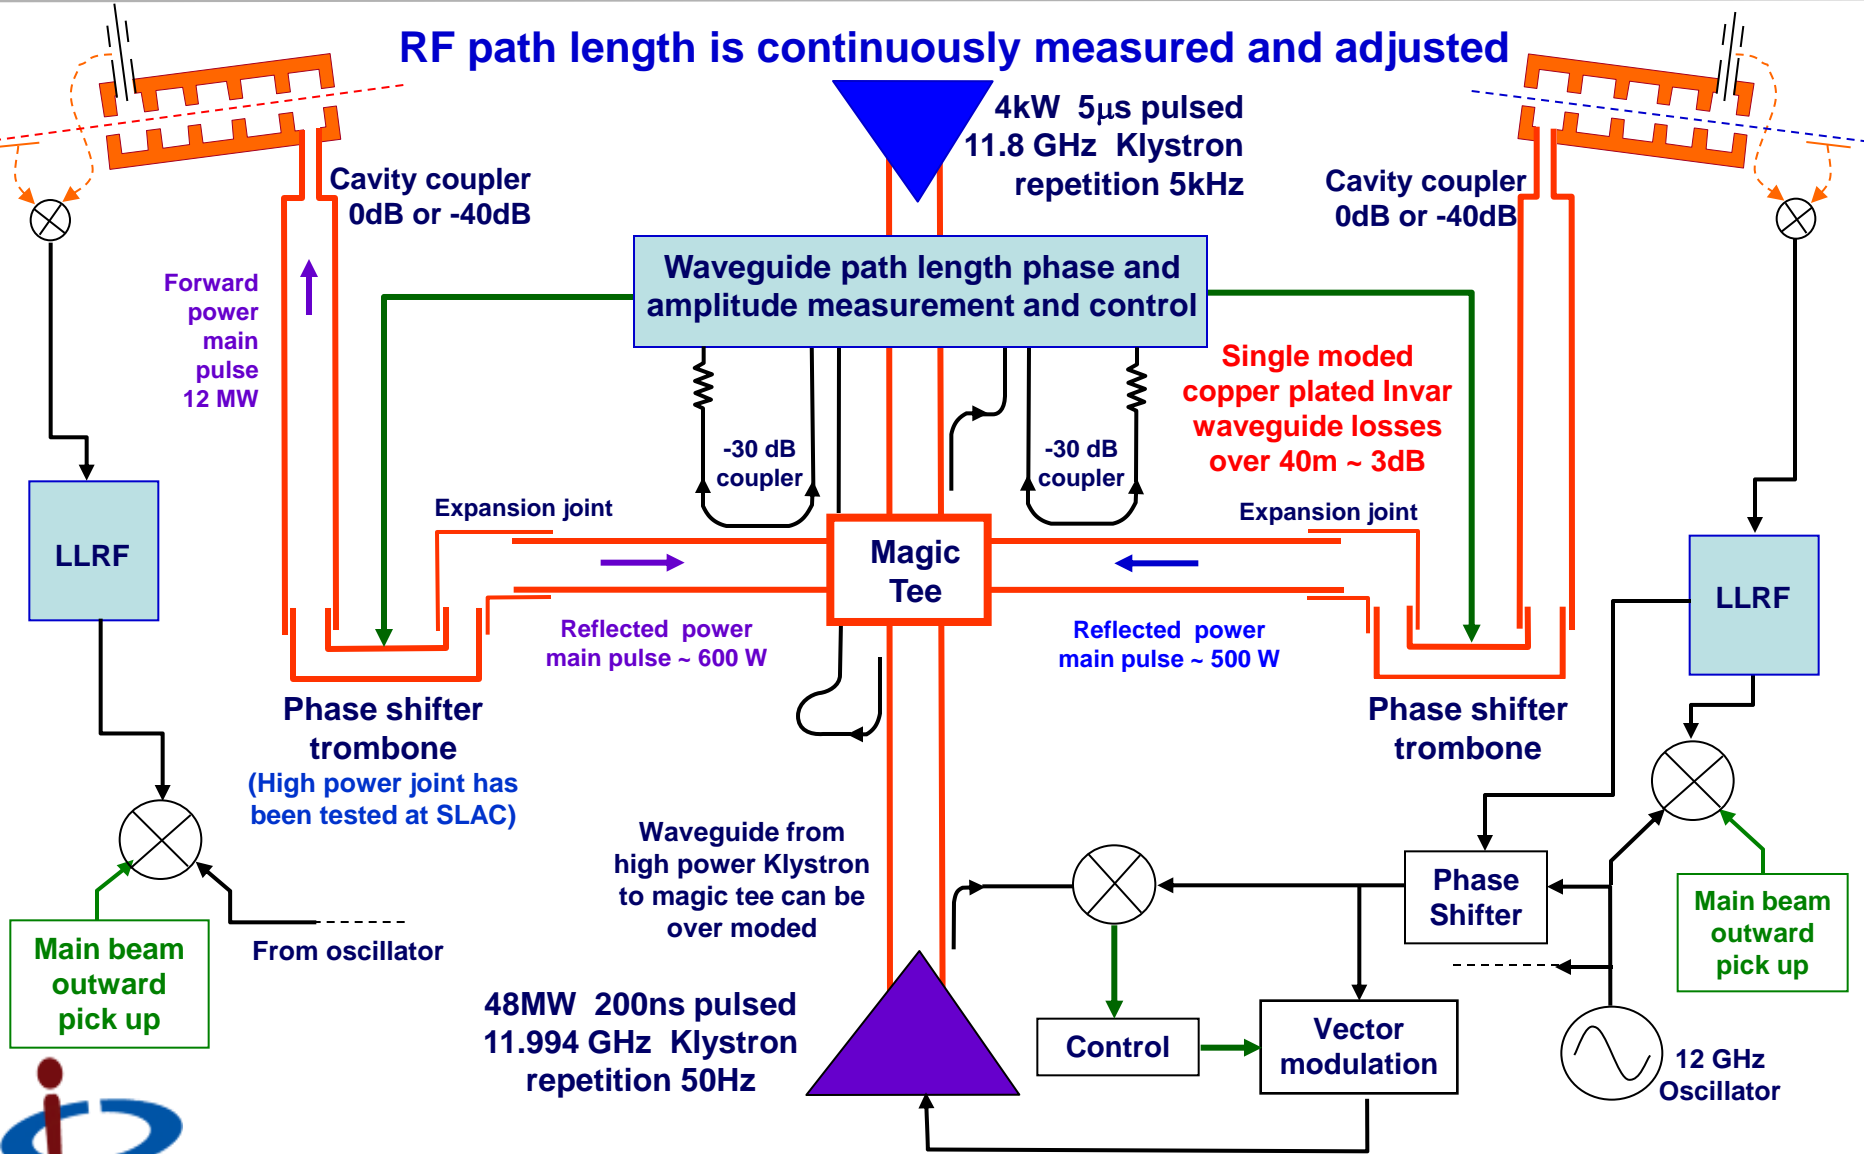 RF path length is continuously measured and adjusted
4kW 5μs pulsed
11.8 GHz Klystron
repetition 5kHz
Cavity coupler
0dB or -40dB
Cavity coupler
0dB or -40dB
Waveguide path length phase and
amplitude measurement and control
Forward
power
main
pulse
12 MW
Single moded
copper plated Invar
waveguide losses
over 40m ~ 3dB
-30 dB
coupler
-30 dB
coupler
Expansion joint
Expansion joint
LLRF
Magic
Tee
LLRF
Reflected power
main pulse ~ 600 W
Reflected power
main pulse ~ 500 W
Phase shifter
trombone
(High power joint has
been tested at SLAC)
Phase shifter
trombone
Waveguide from
high power Klystron
to magic tee can be
over moded
Phase
Shifter
Main beam
outward
pick up
From oscillator
Main beam
outward
pick up
48MW 200ns pulsed
11.994 GHz Klystron
repetition 50Hz
Control
Vector
modulation
12 GHz
Oscillator